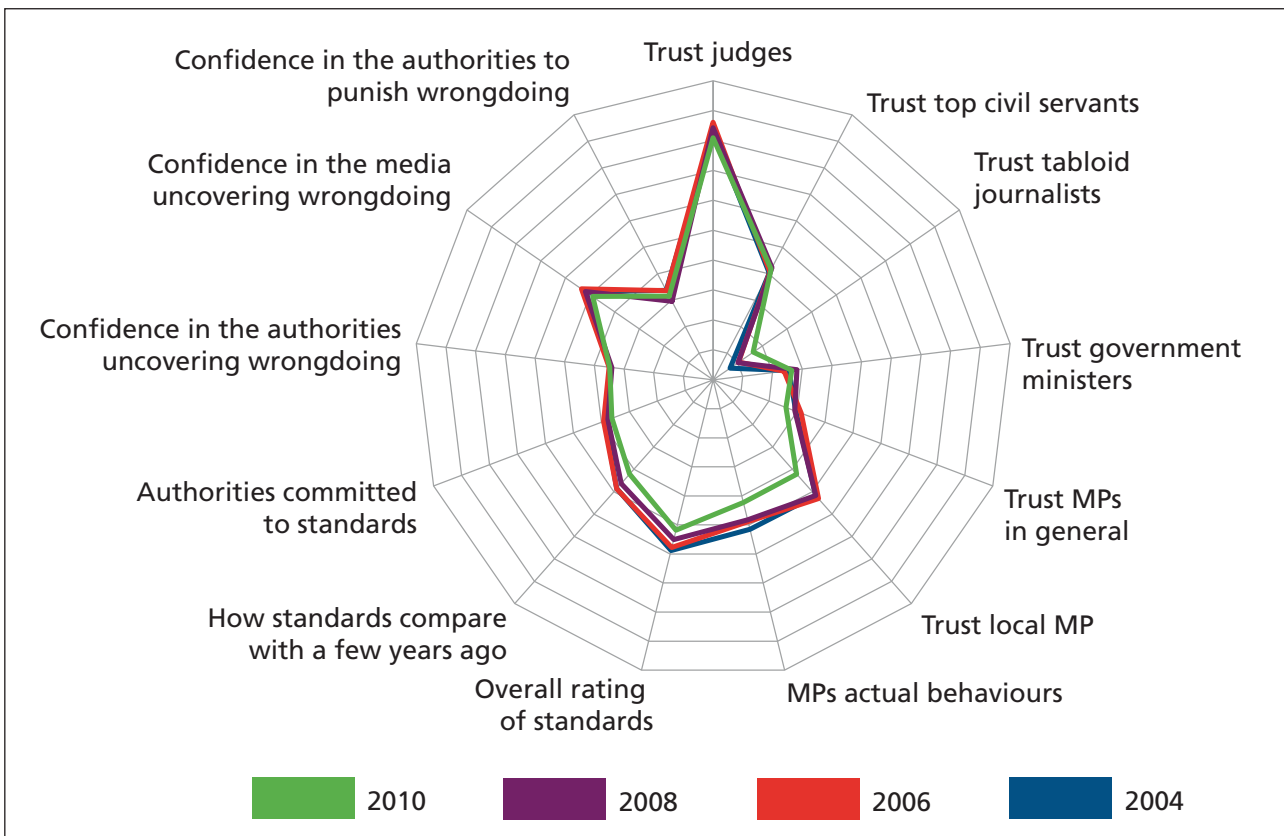 Trust judges
Trust top civil servants
Trust tabloid
journalists
Trust government
ministers
Trust MPs
in general
Trust local MP
MPs actual behaviours
Overall rating
of standards
How standards compare
with a few years ago
Authorities committed
to standards
Confidence in the authorities
uncovering wrongdoing
Confidence in the media
uncovering wrongdoing
Confidence in the authorities to
punish wrongdoing
2010
2008
2006
2004